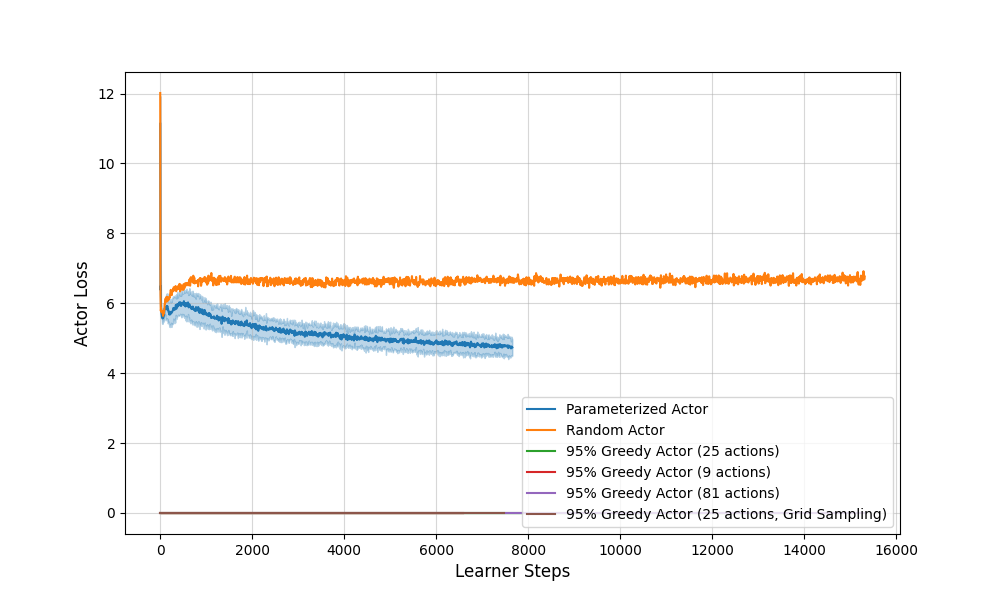 12
10
8
6
4
2
0
Actor Loss
Parameterized Actor
Random Actor
95% Greedy Actor (25 actions)
95% Greedy Actor (9 actions)
95% Greedy Actor (81 actions)
95% Greedy Actor (25 actions, Grid Sampling)
0 2000 4000 6000 8000 10000 12000 14000 16000
Learner Steps